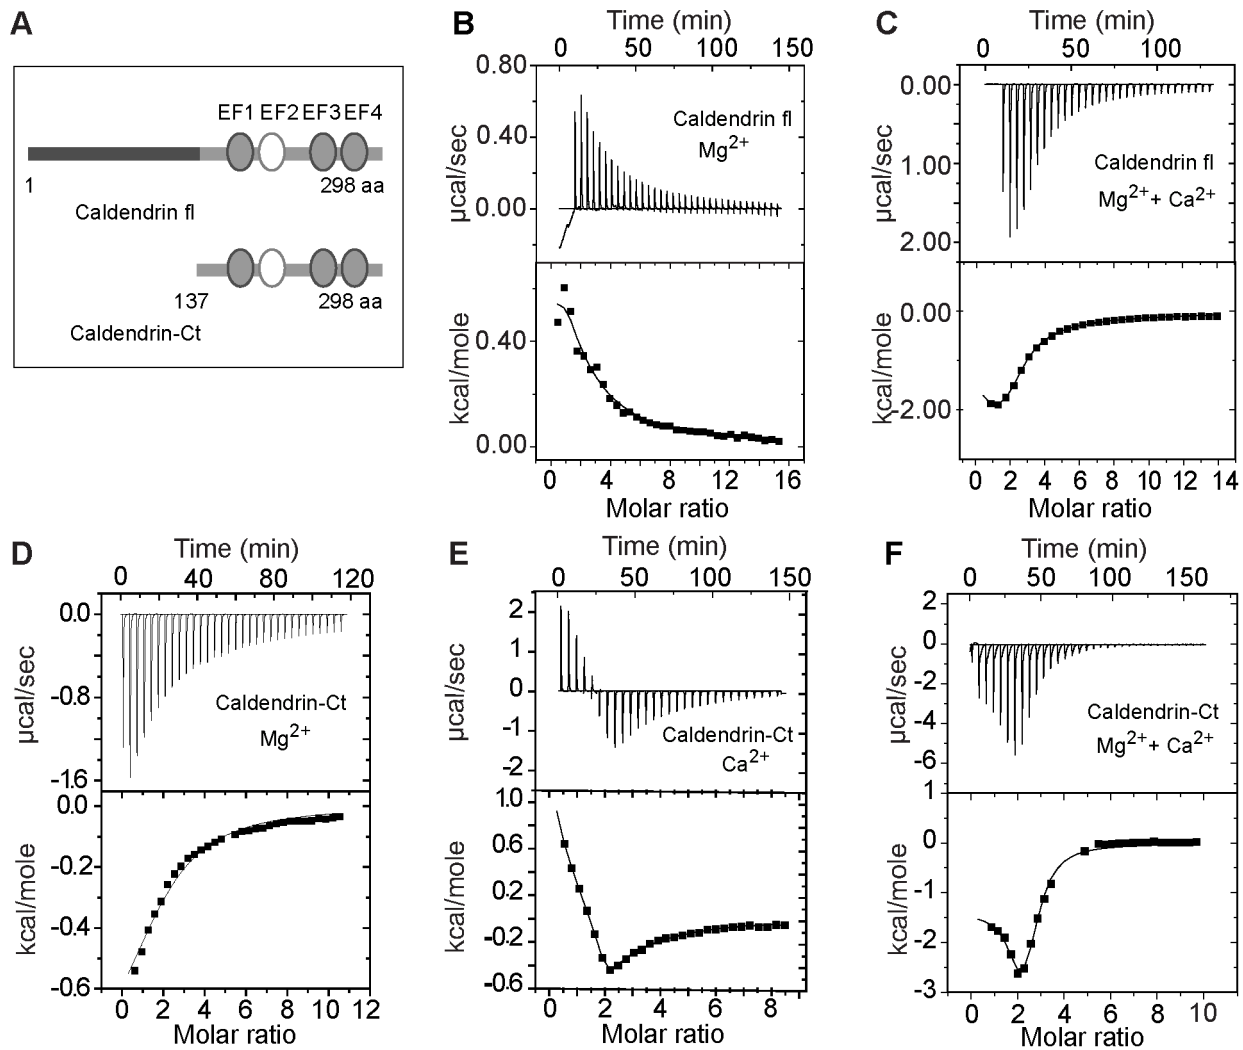 A
EF1 EF2 EF3 EF4
1
298 aa
Caldendrin fl
137
298 aa
Caldendrin-Ct
B
Time (min)
0 50 100 150
0.80
0.40
0.00
µcal/sec
Caldendrin fl
Mg2+
0.40
0.00
kcal/mole
0 4 8 12 16
Molar ratio
C
Time (min)
0 50 100
0.00
1.00
2.00
µcal/sec
Caldendrin fl
Mg2++ Ca2+
0.00
-2.00
kcal/mole
0 2 4 6 8 10 12 14
Molar ratio
D
Time (min)
0 40 80 120
0.0
-0.8
-1.6
µcal/sec
Caldendrin-Ct
Mg2+
0.0
-0.2
-0.4
-0.6
kcal/mole
0 2 4 6 8 10 12
Molar ratio
E
Time (min)
0 50 100 150
2
1
0
-1
-2
µcal/sec
Caldendrin-Ct
Ca2+
1.0
0.6
0.2
-0.2
-0.6
kcal/mole
0 2 4 6 8
Molar ratio
F
Time (min)
0 50 100 150
2
0
-2
-4
-6
1
µcal/sec
Caldendrin-Ct
Mg2++ Ca2+
0
-1
-2
-3
kcal/mole
0 2 4 6 8 10
Molar ratio